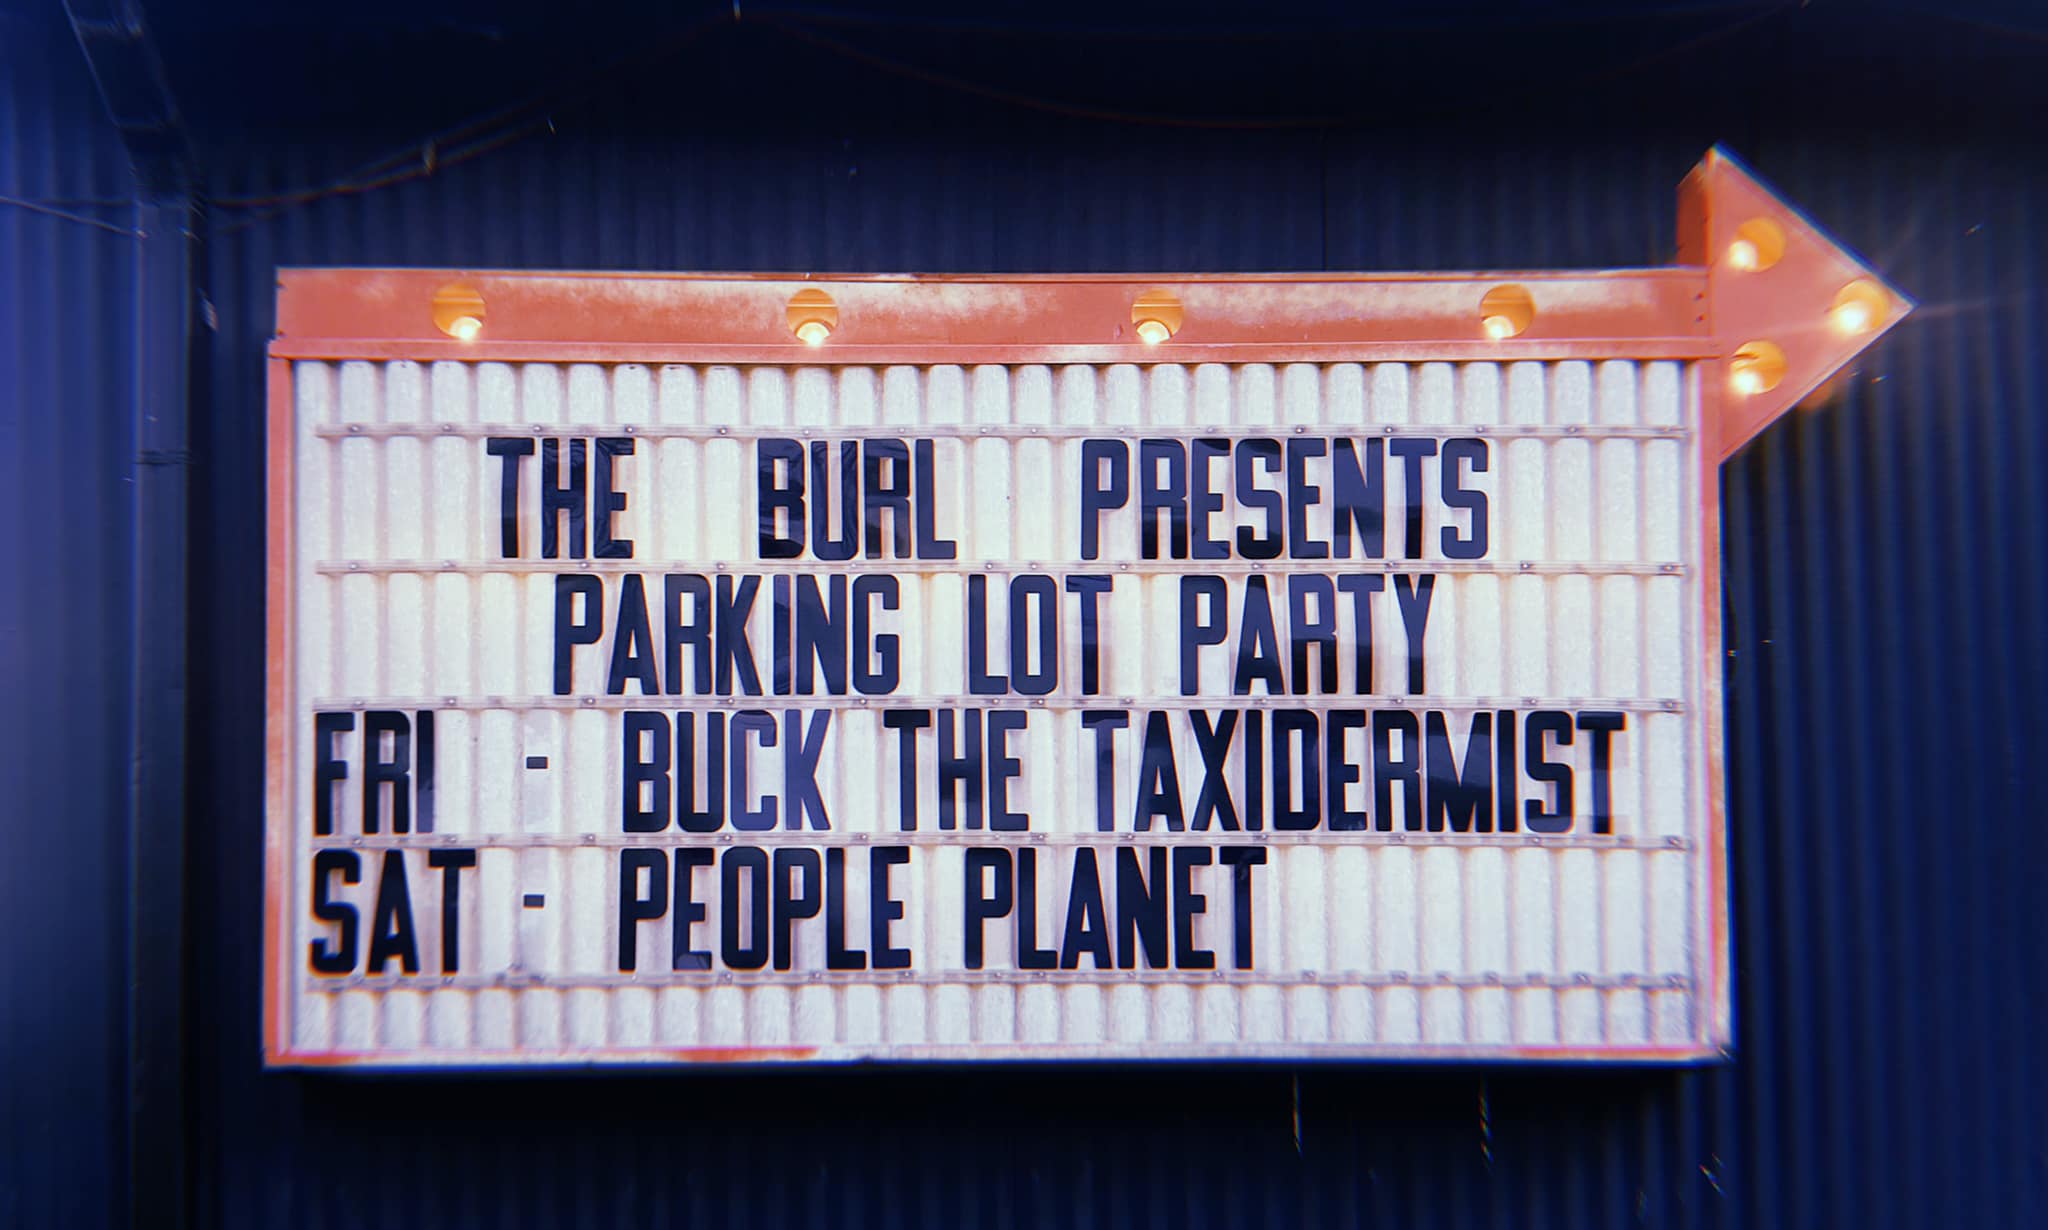 THE BURL PRESENTS
PARKING LOT PARTY
FRI - BUCK THE TAXIDERMIST
SAT - PEOPLE PLANET